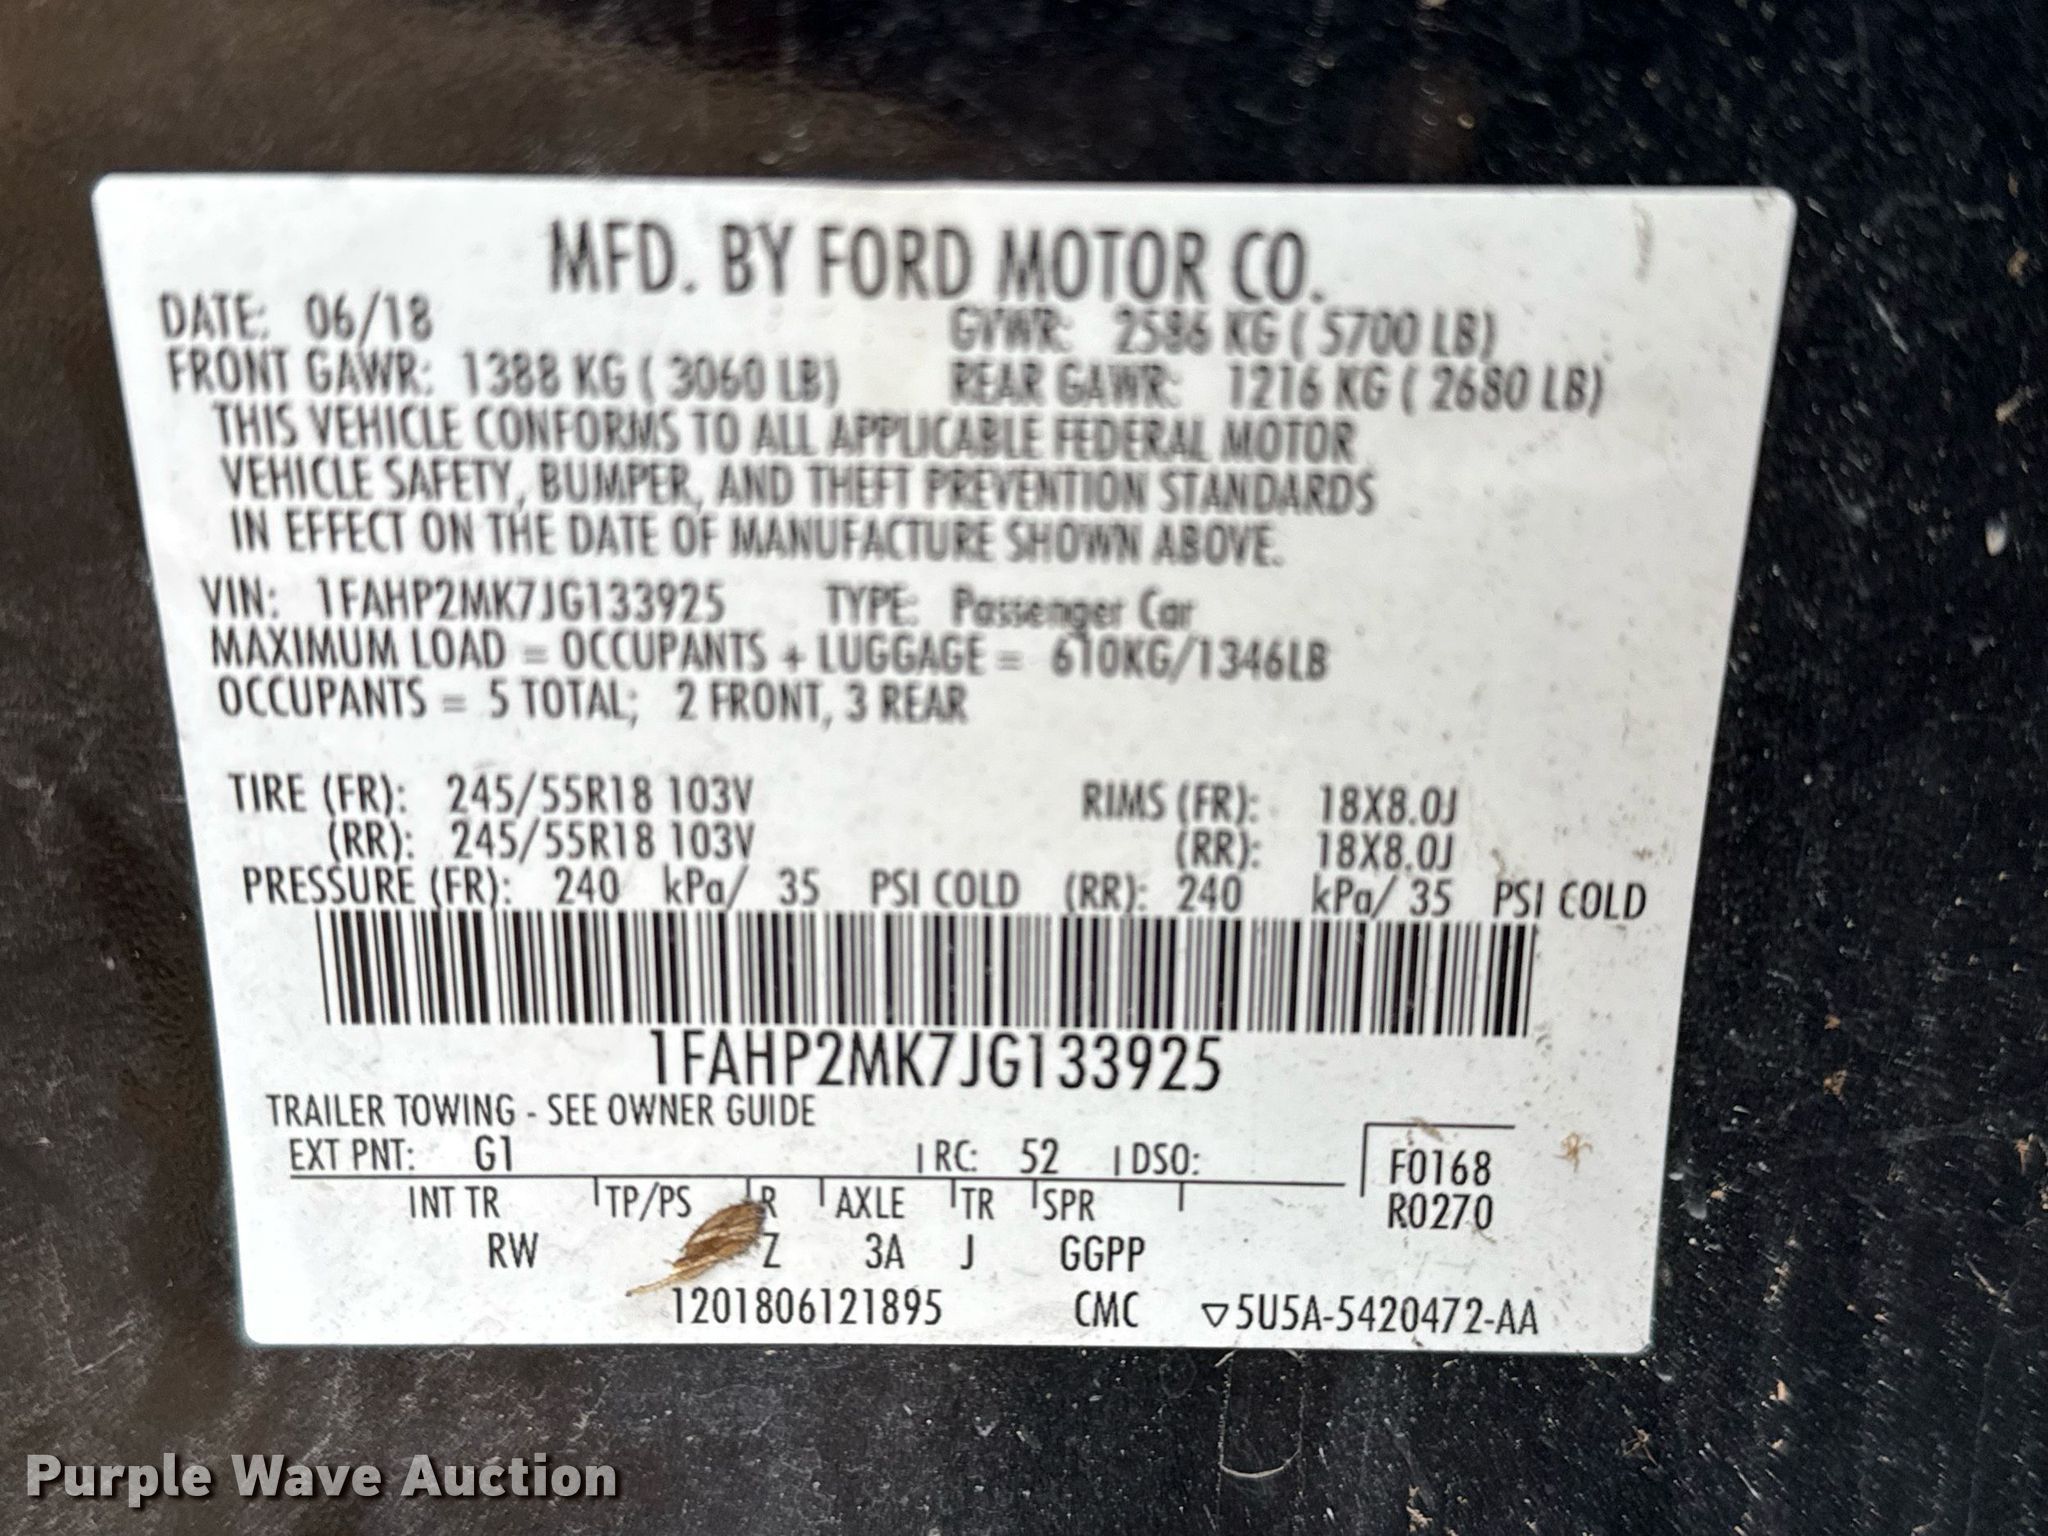 MFD. BY FORD MOTOR CO.
DATE: 06/18 GVWR: 2586 KG ( 5700 LB)
FRONT GAWR: 1388 KG ( 3060 LB) REAR GAWR: 1216 KG ( 2680 LB)
THIS VEHICLE CONFORMS TO ALL APPLICABLE FEDERAL MOTOR
VEHICLE SAFETY, BUMPER, AND THEFT PREVENTION STANDARDS
IN EFFECT ON THE DATE OF MANUFACTURE SHOWN ABOVE.
VIN: 1FAHP2MK7JG133925 TYPE: Passenger Car
MAXIMUM LOAD = OCCUPANTS + LUGGAGE = 610KG/1346LB
OCCUPANTS = 5 TOTAL; 2 FRONT, 3 REAR
TIRE (FR): 245/55R18 103V RIMS (FR): 18X8.0J
(RR): 245/55R18 103V (RR): 18X8.0J
PRESSURE (FR): 240 kPa/ 35 PSI COLD (RR): 240 kPa/ 35 PSI COLD
1FAHP2MK7JG133925
TRAILER TOWING - SEE OWNER GUIDE
EXT PNT: G1 RC: 52 DSO: F0168
INT TR TP/PS R AXLE TR SPR R0270
RW Z 3A J GGPP
1201806121895 CMC ▽5U5A-5420472-AA
Purple Wave Auction